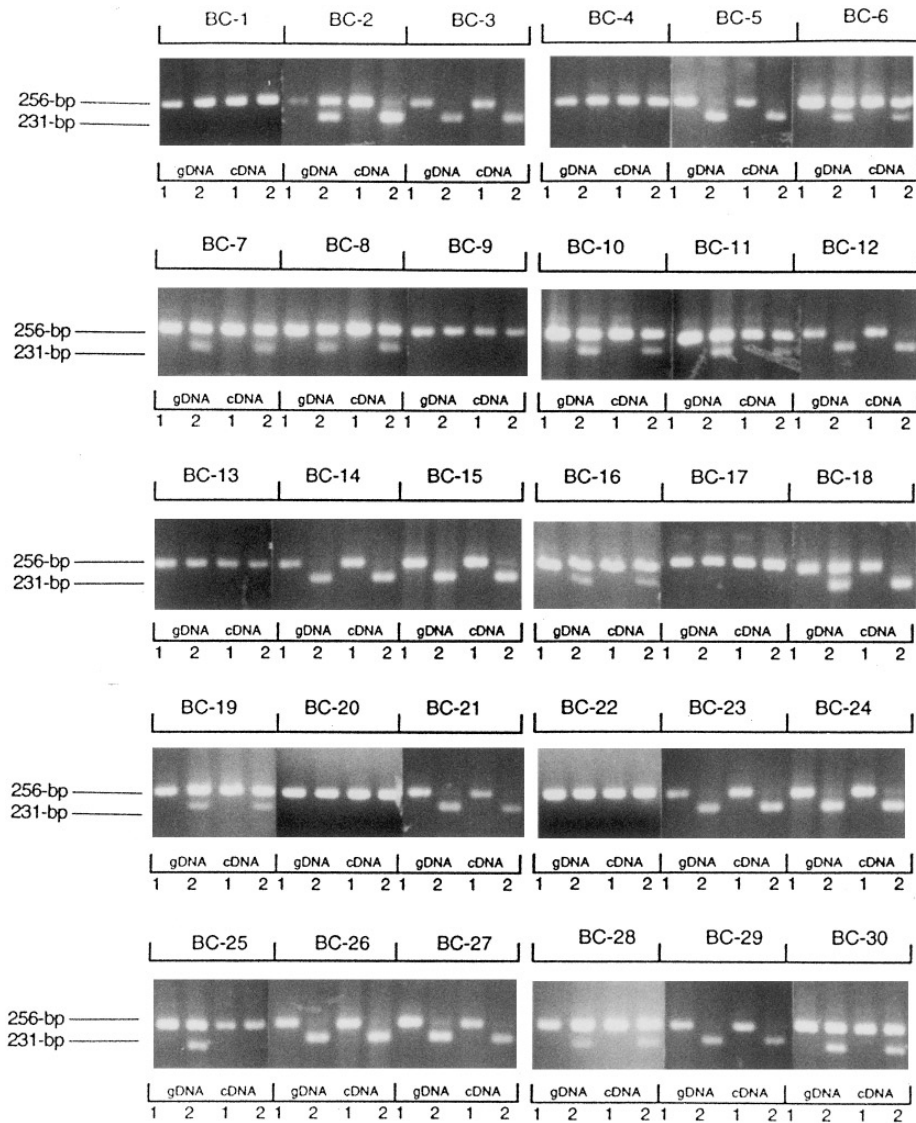 BC-1 BC-2 BC-3 BC-4 BC-5 BC-6
256-bp
231-bp
gDNA cDNA gDNA cDNA gDNA cDNA gDNA cDNA gDNA cDNA gDNA cDNA
1 2 1 2 1 2 1 2 1 2 1 2 1 2 1 2 1 2 1 2 1 2 1 2
BC-7 BC-8 BC-9 BC-10 BC-11 BC-12
256-bp
231-bp
gDNA cDNA gDNA cDNA gDNA cDNA gDNA cDNA gDNA cDNA gDNA cDNA
1 2 1 2 1 2 1 2 1 2 1 2 1 2 1 2 1 2 1 2 1 2 1 2
BC-13 BC-14 BC-15 BC-16 BC-17 BC-18
256-bp
231-bp
gDNA cDNA gDNA cDNA gDNA cDNA gDNA cDNA gDNA cDNA gDNA cDNA
1 2 1 2 1 2 1 2 1 2 1 2 1 2 1 2 1 2 1 2 1 2 1 2
BC-19 BC-20 BC-21 BC-22 BC-23 BC-24
256-bp
231-bp
gDNA cDNA gDNA cDNA gDNA cDNA gDNA cDNA gDNA cDNA gDNA cDNA
1 2 1 2 1 2 1 2 1 2 1 2 1 2 1 2 1 2 1 2 1 2 1 2
BC-25 BC-26 BC-27 BC-28 BC-29 BC-30
256-bp
231-bp
gDNA cDNA gDNA cDNA gDNA cDNA gDNA cDNA gDNA cDNA gDNA cDNA
1 2 1 2 1 2 1 2 1 2 1 2 1 2 1 2 1 2 1 2 1 2 1 2